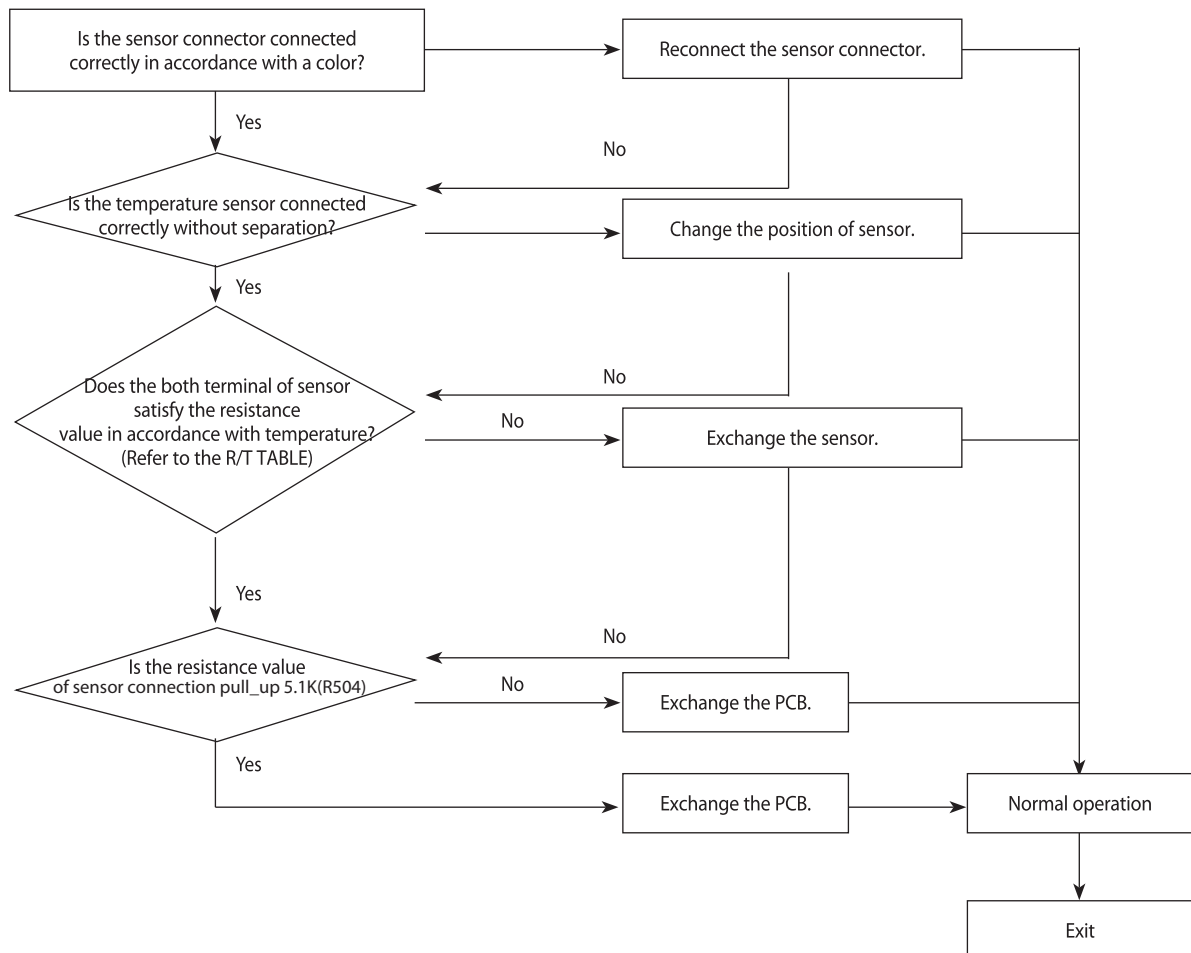 Is the sensor connector connected
correctly in accordance with a color?
Reconnect the sensor connector.
Yes
No
Is the temperature sensor connected
correctly without separation?
Change the position of sensor.
Yes
No
Does the both terminal of sensor
satisfy the resistance
value in accordance with temperature?
(Refer to the R/T TABLE)
No
Exchange the sensor.
Yes
No
Is the resistance value
of sensor connection pull_up 5.1K(R504)
No
Exchange the PCB.
Yes
Exchange the PCB.
Normal operation
Exit